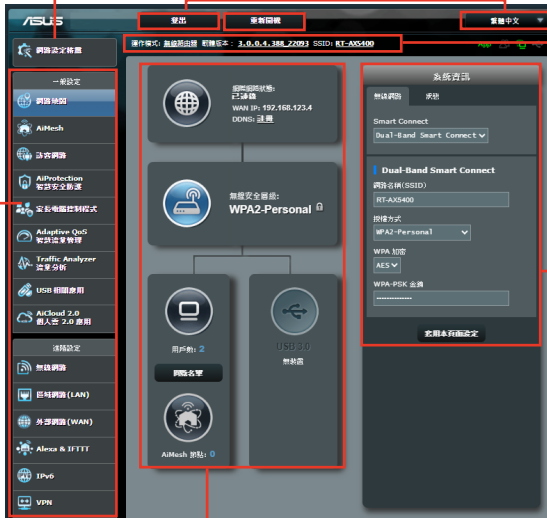 ASUS
登出
重新開機
繁體中文
操作模式: 無線路由器 韌體版本: 3.0.0.4.388_22093 SSID: RT-AX5400
App
網路設定精靈
一般設定
網路地圖
AiMesh
訪客網路
AiProtection
智慧安全防護
家長電腦控制程式
Adaptive QoS
智慧流量管理
Traffic Analyzer
流量分析
USB 相關應用
AiCloud 2.0
個人雲 2.0 應用
進階設定
無線網路
區域網路(LAN)
外部網路(WAN)
Alexa & IFTTT
IPv6
VPN
網際網路狀態:
已連線
WAN IP: 192.168.123.4
DDNS: 註冊
無線安全層級:
WPA2-Personal
用戶數: 2
網路名單
AiMesh 節點: 0
USB 3.0
無裝置
系統資訊
無線網路
狀態
Smart Connect
Dual-Band Smart Connect
Dual-Band Smart Connect
網路名稱(SSID)
RT-AX5400
授權方式
WPA2-Personal
WPA 加密
AES
WPA-PSK 金鑰
--------------
套用本頁面設定